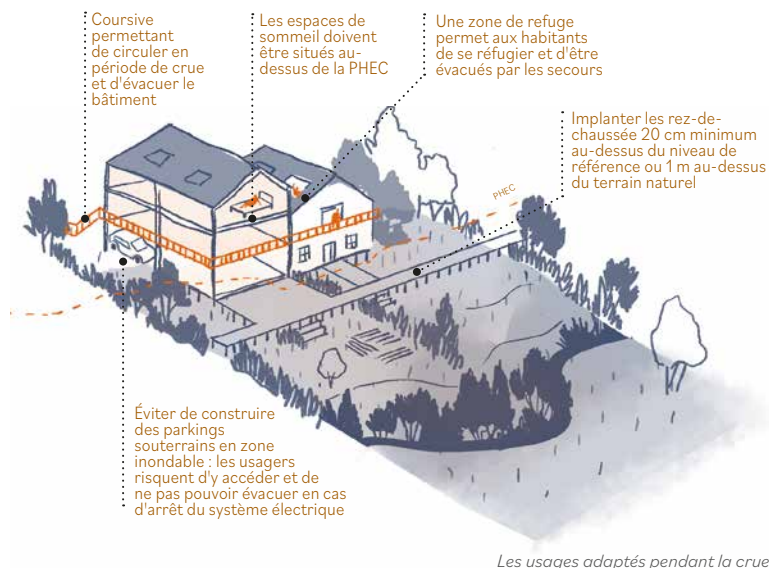 Coursive
permettant
de circuler en
période de crue
et d'évacuer le
bâtiment
Les espaces de
sommeil doivent
être situés au-
dessus de la PHEC
Une zone de refuge
permet aux habitants
de se réfugier et d'être
évacués par les secours
Implanter les rez-de-
chaussée 20 cm minimum
au-dessus du niveau de
référence ou 1 m au-dessus
du terrain naturel
PHEC
Éviter de construire
des parkings
souterrains en zone
inondable : les usagers
risquent d'y accéder et de
ne pas pouvoir évacuer en cas
d'arrêt du système électrique
Les usages adaptés pendant la crue